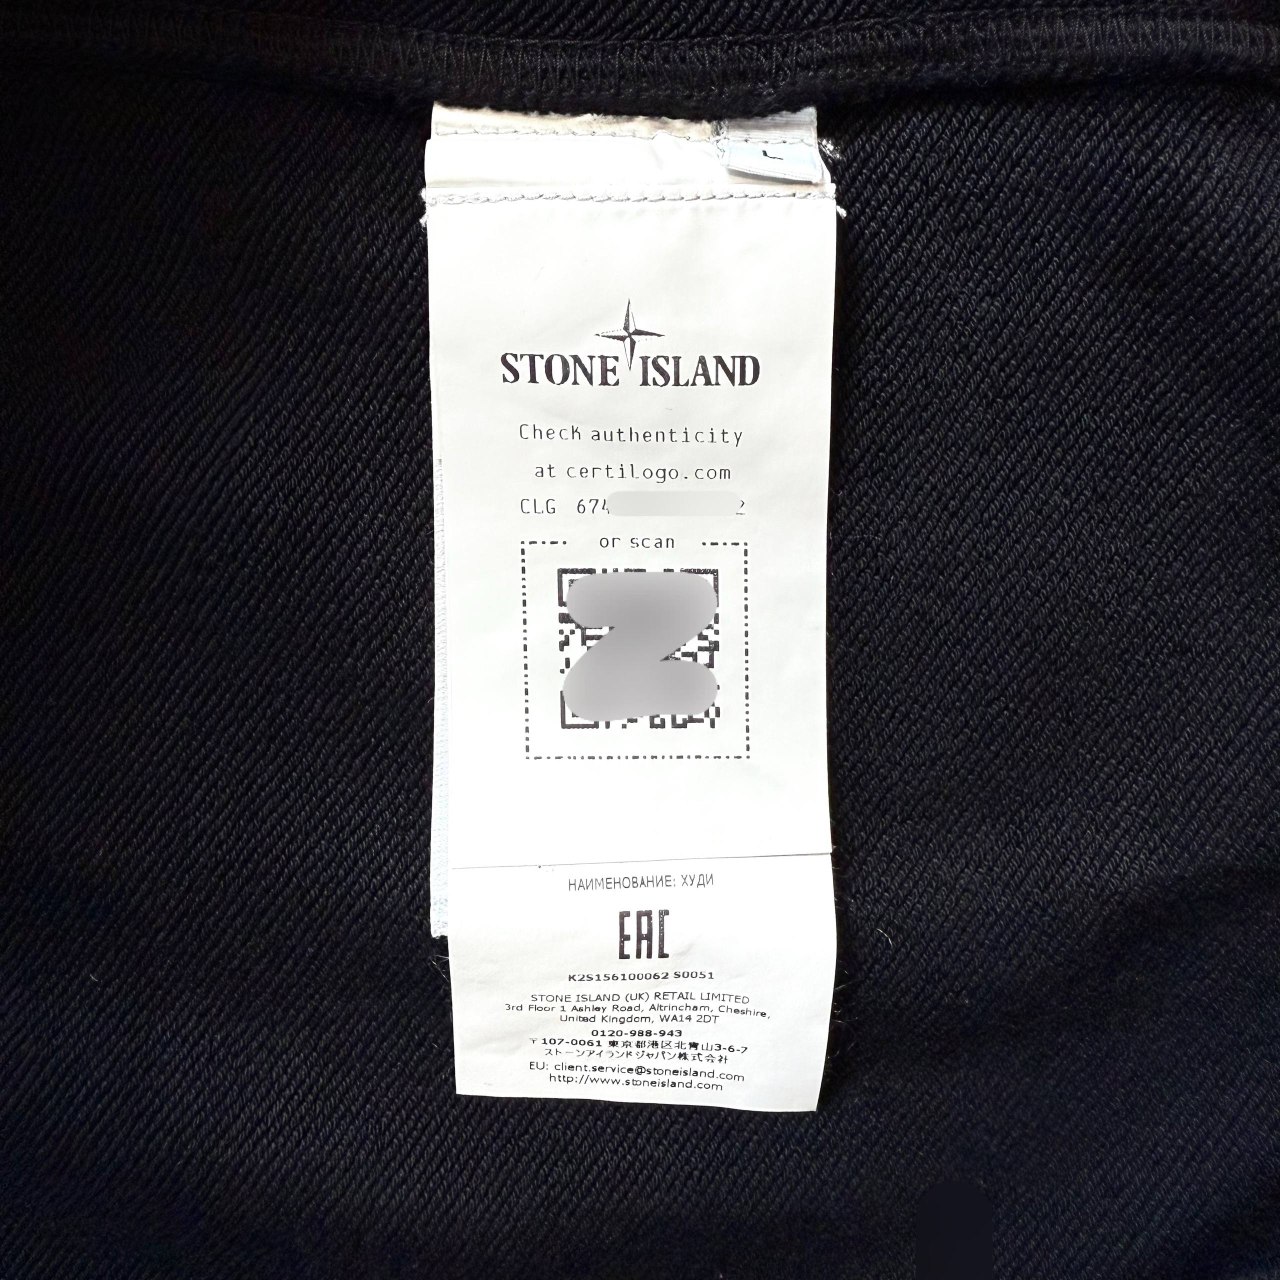 L
STONE ISLAND
Check authenticity
at certilogo.com
CLG 674 2
or scan
НАИМЕНОВАНИЕ: ХУДИ
EAC
K2S156100062 S0051
STONE ISLAND (UK) RETAIL LIMITED
3rd Floor 1 Ashley Road, Altrincham, Cheshire,
United Kingdom, WA14 2DT
0120-988-943
〒107-0061 東京都港区北青山3-6-7
ストーンアイランドジャパン株式会社
EU: client.service@stoneisland.com
http://www.stoneisland.com